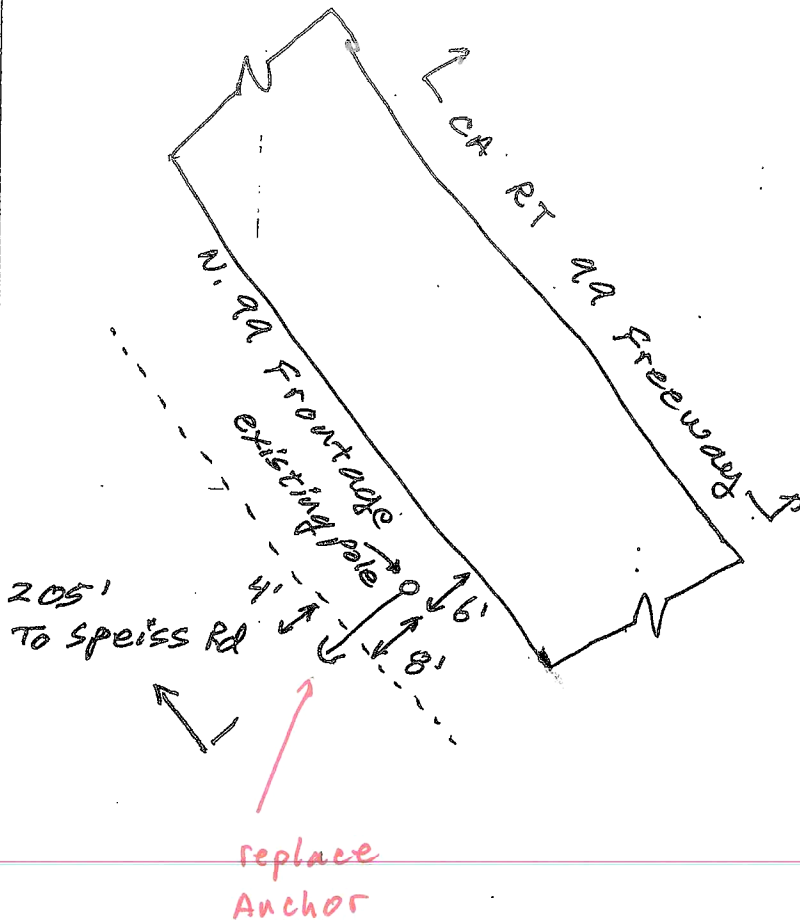 CA RT 99 Freeway
N. 99 Frontage
existing pole
6'
4'
8'
205'
To Speiss Rd
replace
Anchor